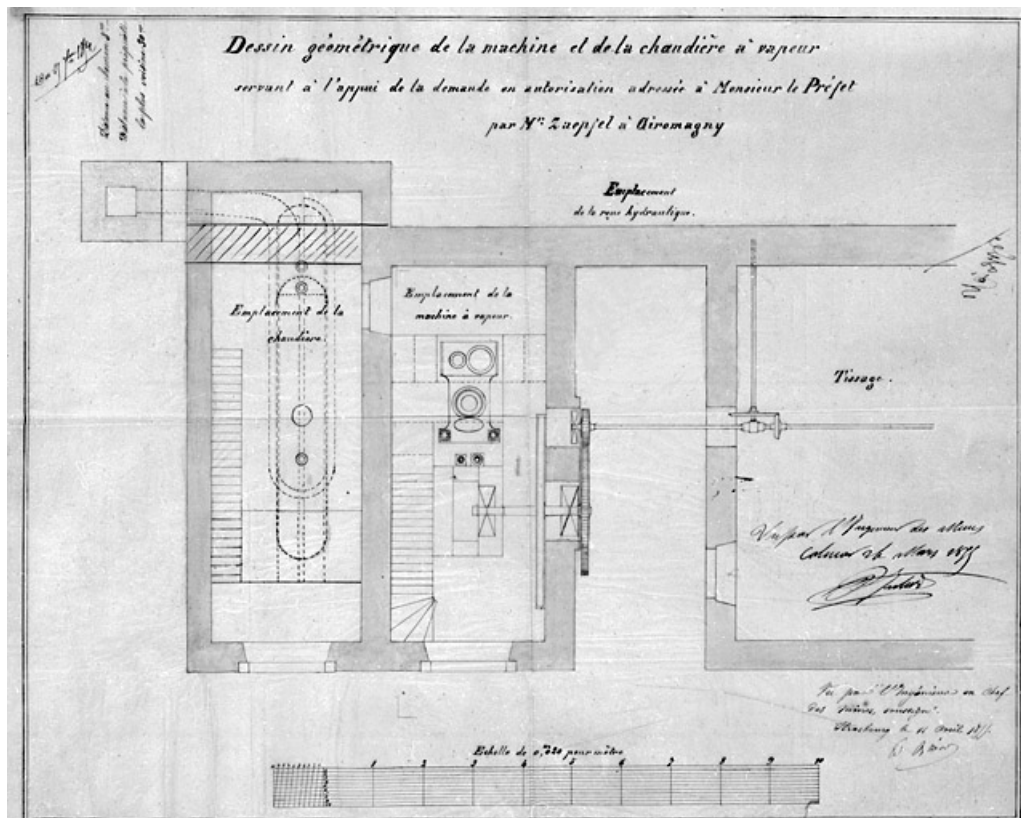 Dessin géométrique de la machine et de la chaudière à vapeur
servant à l'appui de la demande en autorisation adressée à Monsieur le Préfet
par Mr. Zaepfel à Giromagny
Emplacement
de la roue hydraulique.
Emplacement de la
chaudière.
Emplacement de la
machine à vapeur.
Tissage.
Vu par l'Ingénieur des Mines
Colmar 26 Mars
Vu par l'Ingénieur en Chef
des Mines,
Strasbourg le 11 avril
Echelle de 0,m020 pour mètre
1 2 3 4 5 6 7 8 9 10